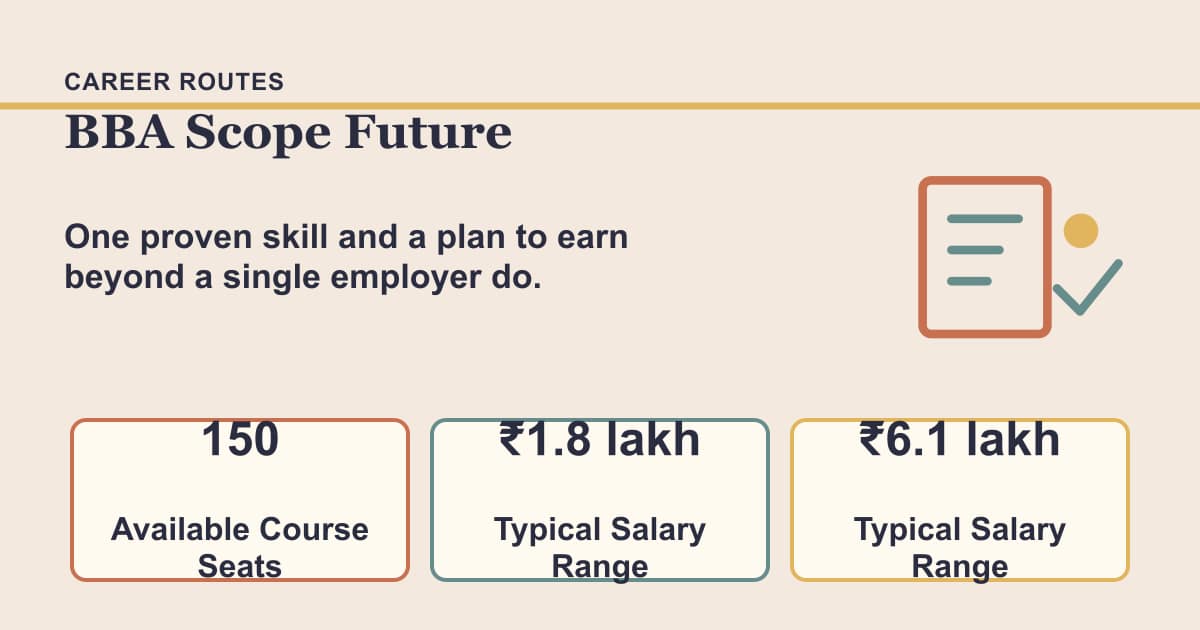 CAREER ROUTES
BBA Scope Future
One proven skill and a plan to earn
beyond a single employer do.
150
Available Course
Seats
₹1.8 lakh
Typical Salary
Range
₹6.1 lakh
Typical Salary
Range